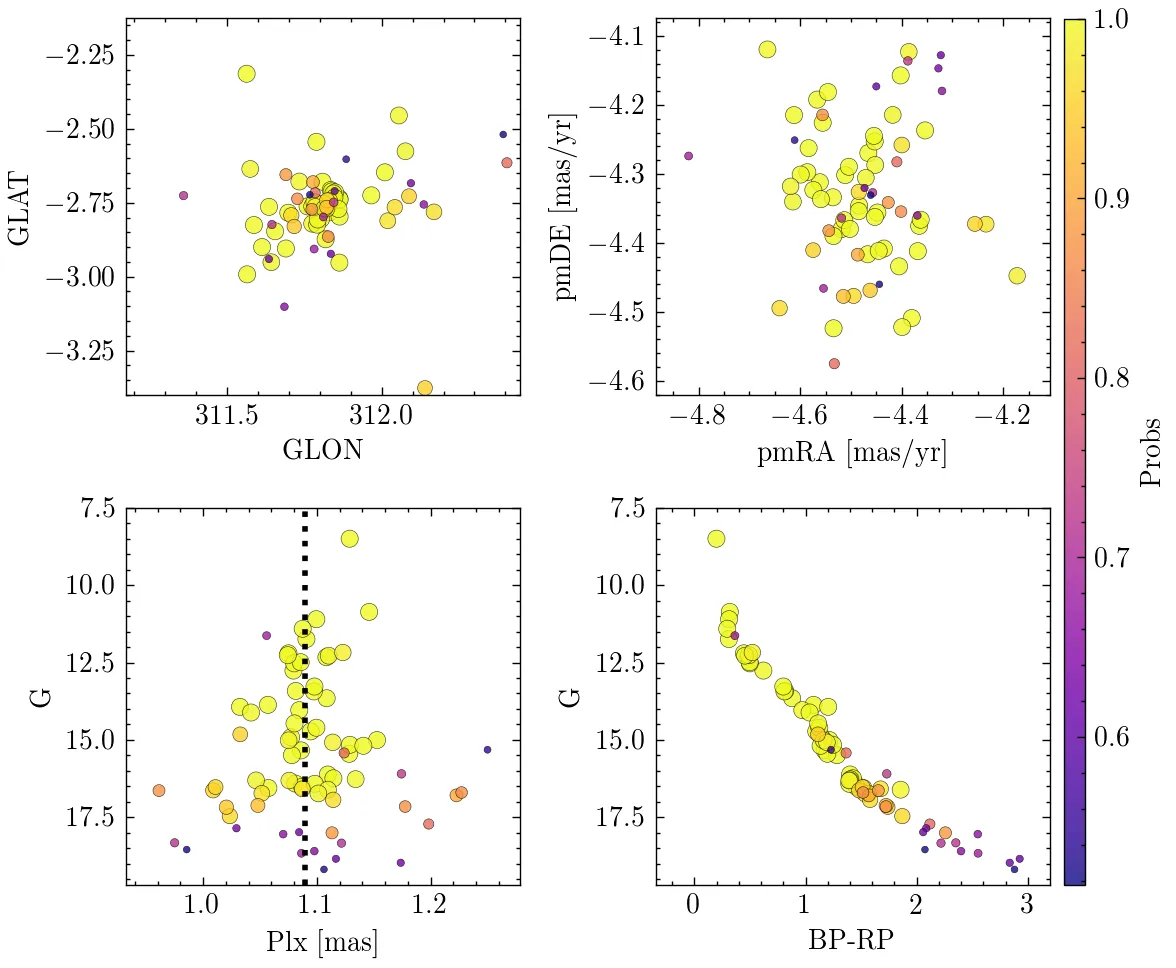 −2.25
−2.50
−2.75
−3.00
−3.25
GLAT
311.5 312.0
GLON
−4.1
−4.2
−4.3
−4.4
−4.5
−4.6
pmDE [mas/yr]
−4.8 −4.6 −4.4 −4.2
pmRA [mas/yr]
7.5
10.0
12.5
15.0
17.5
G
1.0 1.1 1.2
Plx [mas]
7.5
10.0
12.5
15.0
17.5
G
0 1 2 3
BP-RP
1.0
0.9
0.8
0.7
0.6
Probs